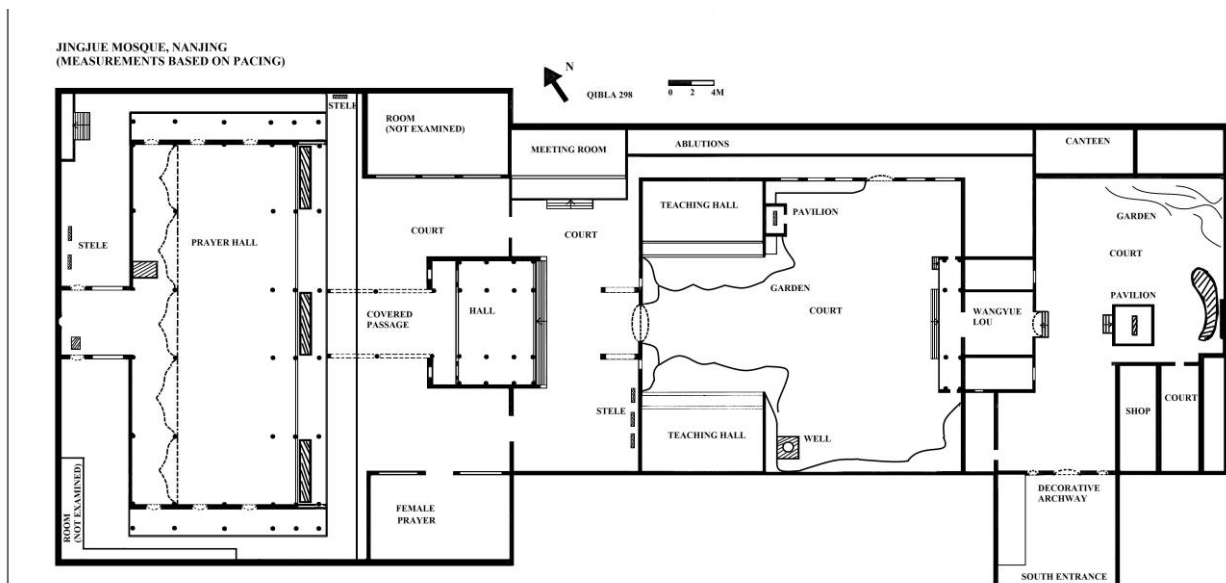 JINGJUE MOSQUE, NANJING
(MEASUREMENTS BASED ON PACING)
N
QIBLA 298
0 2 4M
STELE
ROOM
(NOT EXAMINED)
MEETING ROOM
ABLUTIONS
CANTEEN
TEACHING HALL
PAVILION
GARDEN
STELE
PRAYER HALL
COURT
COURT
COURT
GARDEN
COURT
PAVILION
COVERED
PASSAGE
HALL
WANGYUE
LOU
STELE
SHOP
COURT
TEACHING HALL
WELL
ROOM
(NOT EXAMINED)
FEMALE
PRAYER
DECORATIVE
ARCHWAY
SOUTH ENTRANCE